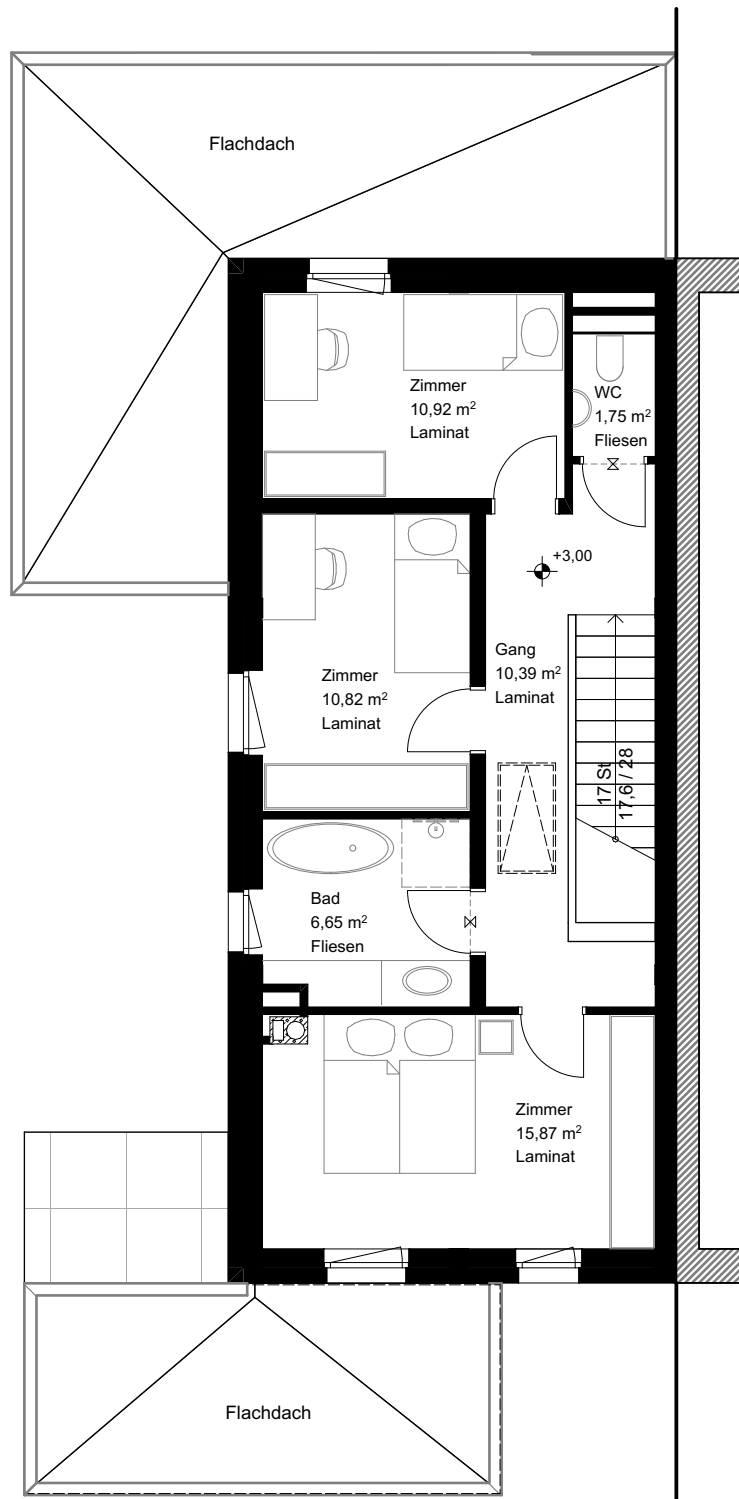 Flachdach
Zimmer
10,92 m²
Laminat
WC
1,75 m²
Fliesen
+3,00
Gang
10,39 m²
Laminat
Zimmer
10,82 m²
Laminat
17 St
17,6 / 28
Bad
6,65 m²
Fliesen
Zimmer
15,87 m²
Laminat
Flachdach